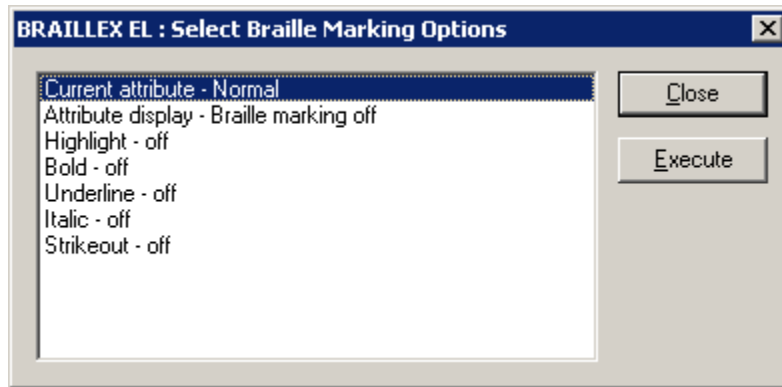 BRAILLEX EL : Select Braille Marking Options
Current attribute - Normal
Attribute display - Braille marking off
Highlight - off
Bold - off
Underline - off
Italic - off
Strikeout - off
Close
Execute